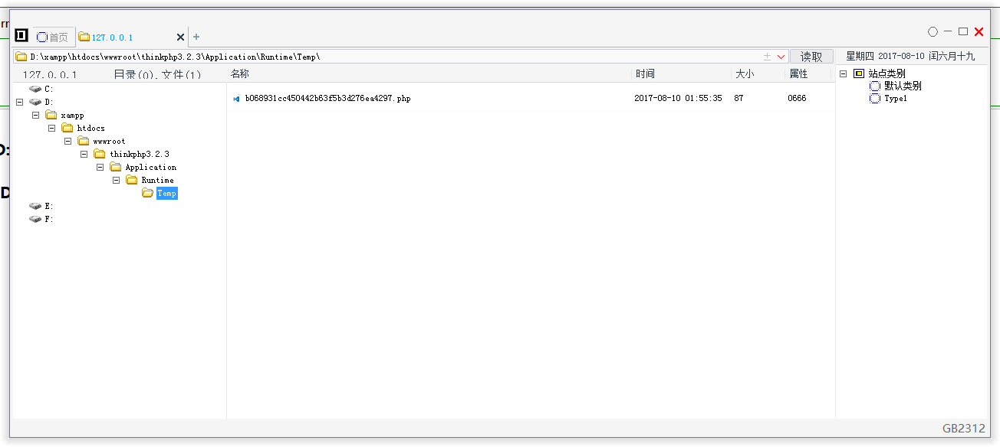 首页 127.0.0.1
D:\xampp\htdocs\wwwroot\thinkphp3.2.3\Application\Runtime\Temp\ 读取 星期四 2017-08-10 闰六月十九
127.0.0.1 目录(0), 文件(1) 名称 时间 大小 属性 站点类别
C: 默认类别
D: b068931cc450442b63f5b3d276ea4297.php 2017-08-10 01:55:35 87 0666 Type1
xampp
htdocs
wwwroot
thinkphp3.2.3
Application
Runtime
Temp
E:
F:
GB2312